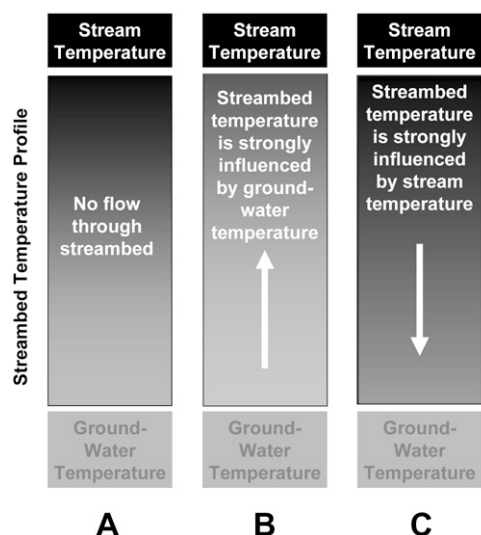 Streambed Temperature Profile
Stream
Temperature
No flow
through
streambed
Ground-
Water
Temperature
A
Stream
Temperature
Streambed
temperature
is strongly
influenced
by ground-
water
temperature
Ground-
Water
Temperature
B
Stream
Temperature
Streambed
temperature
is strongly
influenced
by stream
temperature
Ground-
Water
Temperature
C